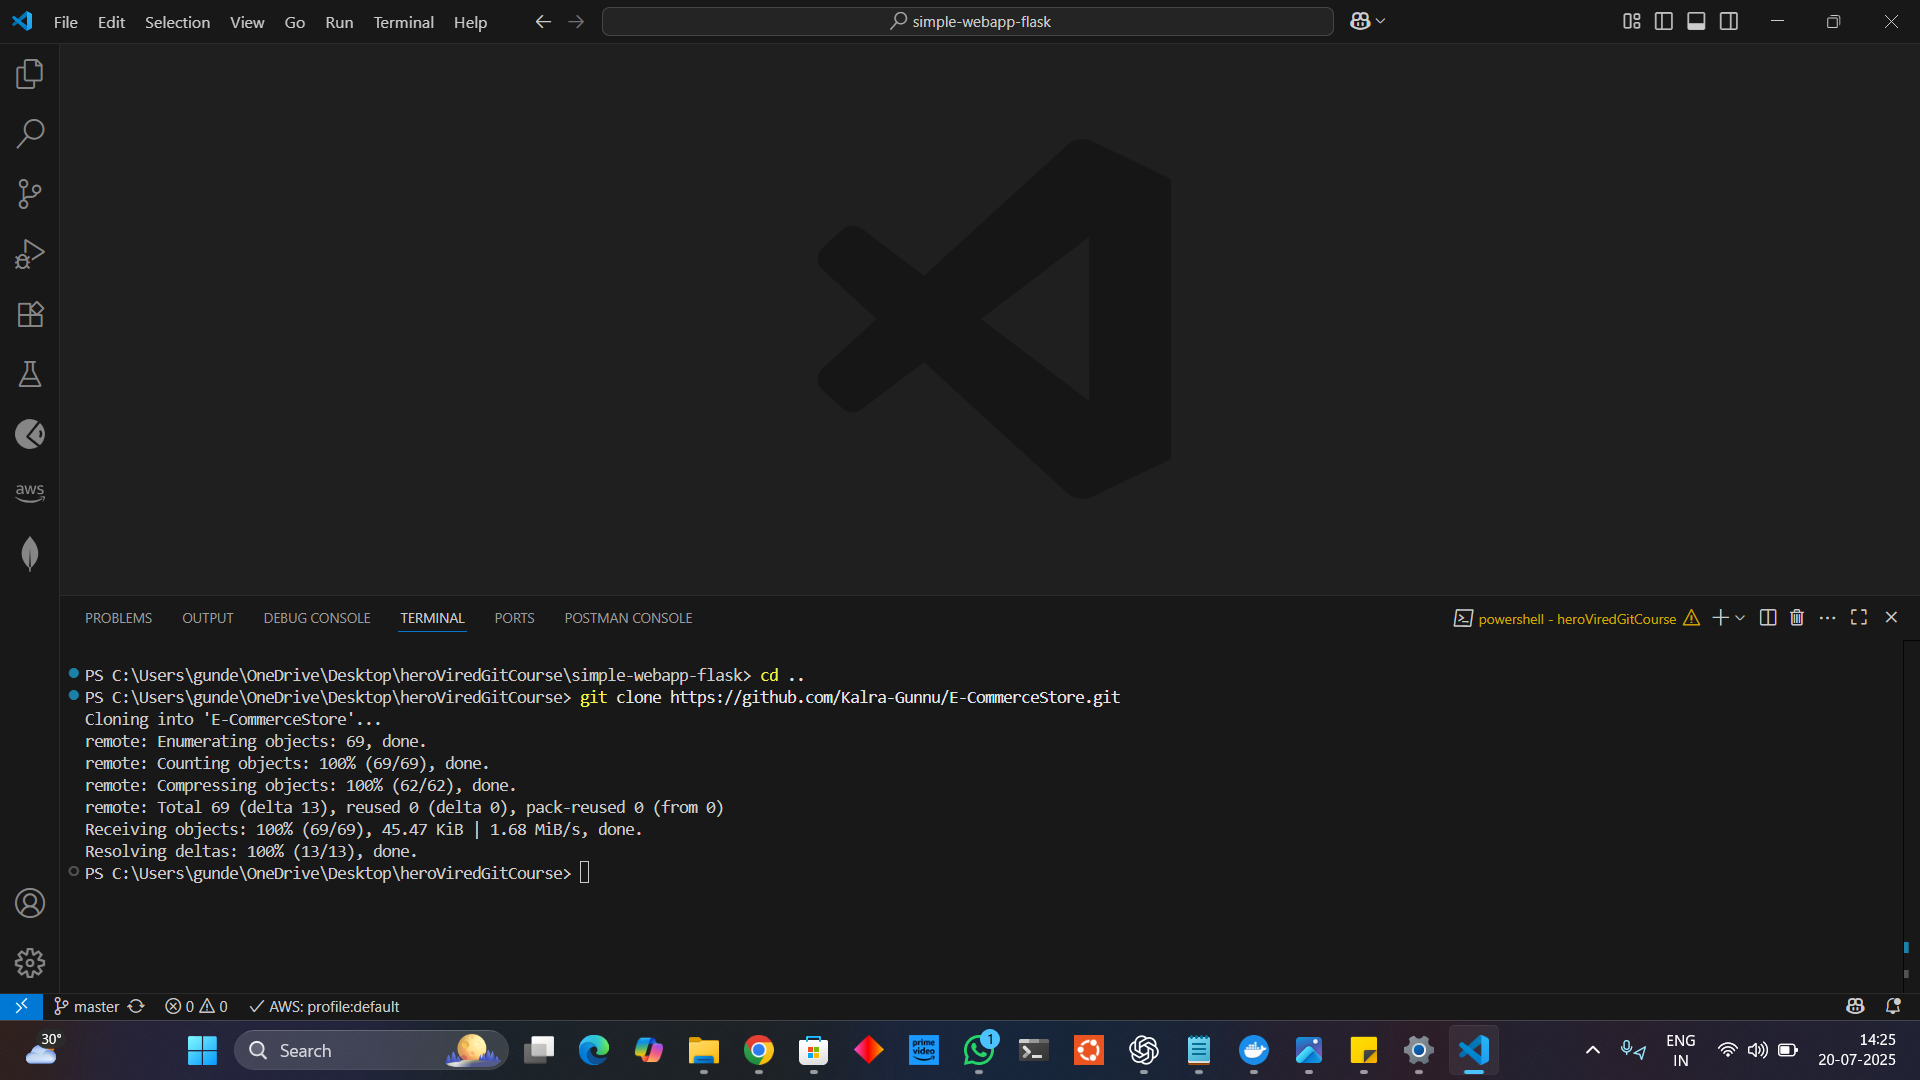 File Edit Selection View Go Run Terminal Help
simple-webapp-flask
aws
PROBLEMS OUTPUT DEBUG CONSOLE TERMINAL PORTS POSTMAN CONSOLE
powershell - heroViredGitCourse
PS C:\Users\gunde\OneDrive\Desktop\heroViredGitCourse\simple-webapp-flask> cd ..
PS C:\Users\gunde\OneDrive\Desktop\heroViredGitCourse> git clone https://github.com/Kalra-Gunnu/E-CommerceStore.git
Cloning into 'E-CommerceStore'...
remote: Enumerating objects: 69, done.
remote: Counting objects: 100% (69/69), done.
remote: Compressing objects: 100% (62/62), done.
remote: Total 69 (delta 13), reused 0 (delta 0), pack-reused 0 (from 0)
Receiving objects: 100% (69/69), 45.47 KiB | 1.68 MiB/s, done.
Resolving deltas: 100% (13/13), done.
PS C:\Users\gunde\OneDrive\Desktop\heroViredGitCourse>
master 0 0 AWS: profile:default
30°
Search
prime video
1
ENG
IN
14:25
20-07-2025